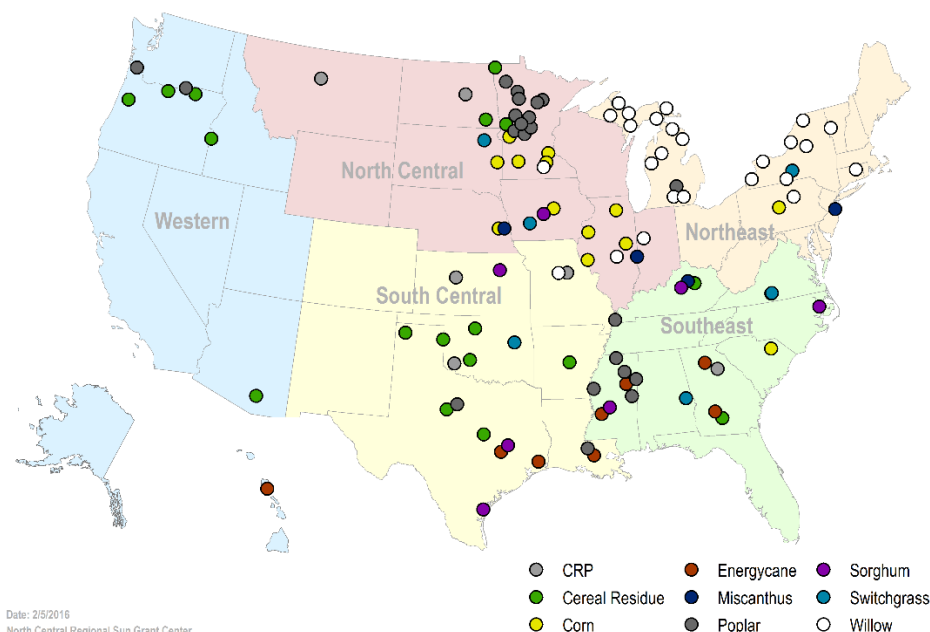 North Central
Western
Northeast
South Central
Southeast
CRP
Energycane
Sorghum
Cereal Residue
Miscanthus
Switchgrass
Corn
Poplar
Willow
Date: 2/5/2016
North Central Regional Sun Grant Center